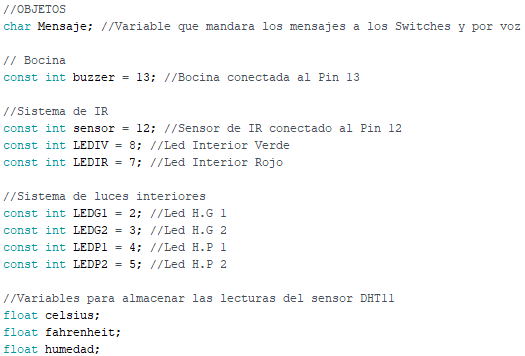 //OBJETOS
char Mensaje; //Variable que mandara los mensajes a los Switches y por voz
// Bocina
const int buzzer = 13; //Bocina conectada al Pin 13
//Sistema de IR
const int sensor = 12; //Sensor de IR conectado al Pin 12
const int LEDIV = 8; //Led Interior Verde
const int LEDIR = 7; //Led Interior Rojo
//Sistema de luces interiores
const int LEDG1 = 2; //Led H.G 1
const int LEDG2 = 3; //Led H.G 2
const int LEDP1 = 4; //Led H.P 1
const int LEDP2 = 5; //Led H.P 2
//Variables para almacenar las lecturas del sensor DHT11
float celsius;
float fahrenheit;
float humedad;